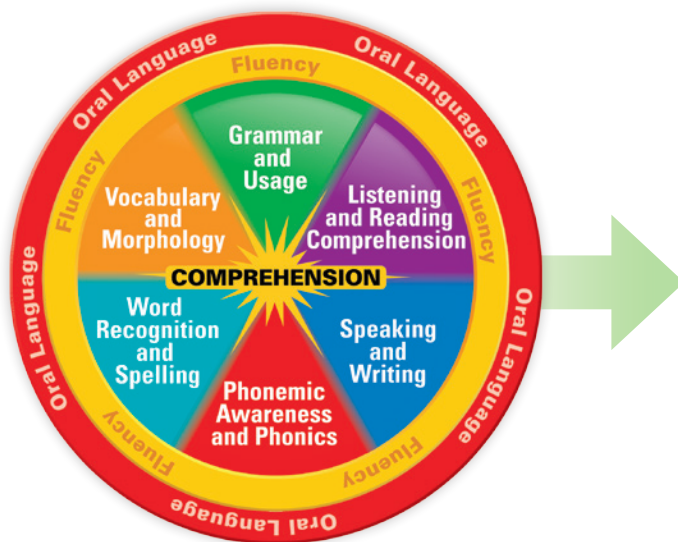 Oral Language
Oral Language
Fluency
Grammar
and
Usage
Fluency
Vocabulary
and
Morphology
Listening
and Reading
Comprehension
Fluency
COMPREHENSION
Oral Language
Word
Recognition
and
Spelling
Speaking
and
Writing
Oral Language
Phonemic
Awareness
and Phonics
Fluency
Fluency
Oral Language